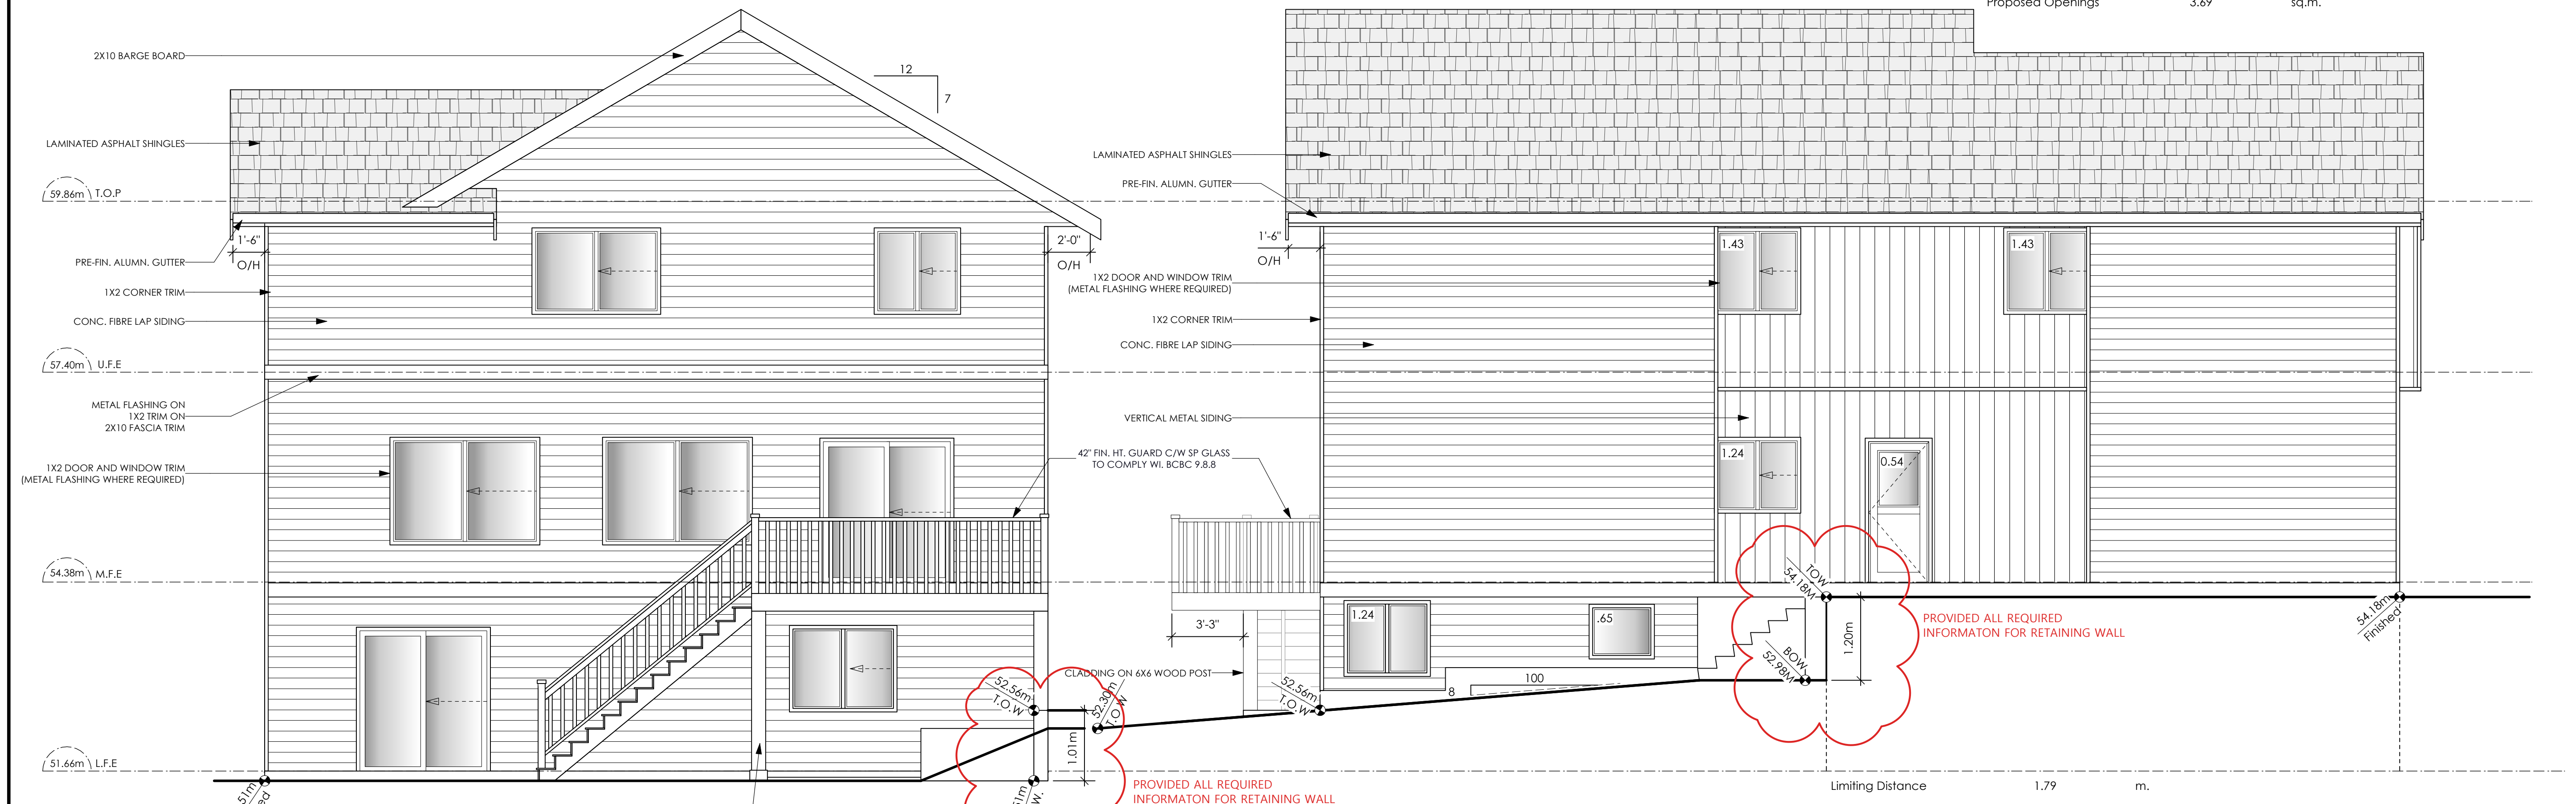 Proposed Openings 3.69 sq.m.
2X10 BARGE BOARD
12
7
LAMINATED ASPHALT SHINGLES
59.86m T.O.P
1'-6"
O/H
2'-0"
O/H
PRE-FIN. ALUMN. GUTTER
1X2 CORNER TRIM
CONC. FIBRE LAP SIDING
57.40m U.F.E
METAL FLASHING ON
1X2 TRIM ON
2X10 FASCIA TRIM
1X2 DOOR AND WINDOW TRIM
(METAL FLASHING WHERE REQUIRED)
54.38m M.F.E
51.66m L.F.E
52.56m
T.O.W
52.30m
T.O.W
1.01m
PROVIDED ALL REQUIRED
INFORMATON FOR RETAINING WALL
LAMINATED ASPHALT SHINGLES
PRE-FIN. ALUMN. GUTTER
1'-6"
O/H
1X2 DOOR AND WINDOW TRIM
(METAL FLASHING WHERE REQUIRED)
1X2 CORNER TRIM
CONC. FIBRE LAP SIDING
VERTICAL METAL SIDING
42" FIN. HT. GUARD C/W SP GLASS
TO COMPLY WI. BCBC 9.8.8
3'-3"
CLADDING ON 6X6 WOOD POST
52.56m
T.O.W
1.43
1.43
1.24
0.54
1.24
.65
100
8
TOW
54.18M
BOW
52.98M
1.20m
PROVIDED ALL REQUIRED
INFORMATON FOR RETAINING WALL
54.18m
Finished
Limiting Distance 1.79 m.